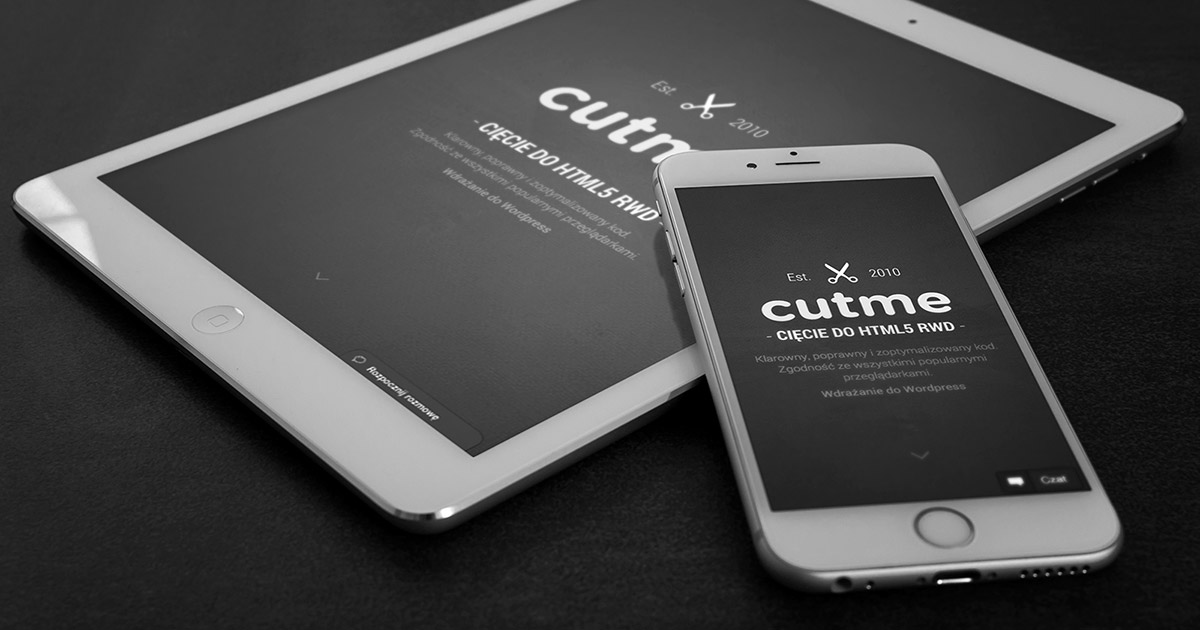 Est. 2010
cutm
- CIĘCIE DO HTML5 RWD -
Klarowny, poprawny i zoptymalizowany kod.
Zgodność ze wszystkimi popularnymi przeglądarkami.
Wdrażanie do Wordpress
Rozpocznij rozmowę
Est. 2010
cutme
- CIĘCIE DO HTML5 RWD -
Klarowny, poprawny i zoptymalizowany kod.
Zgodność ze wszystkimi popularnymi
przeglądarkami.
Wdrażanie do Wordpress
Czat